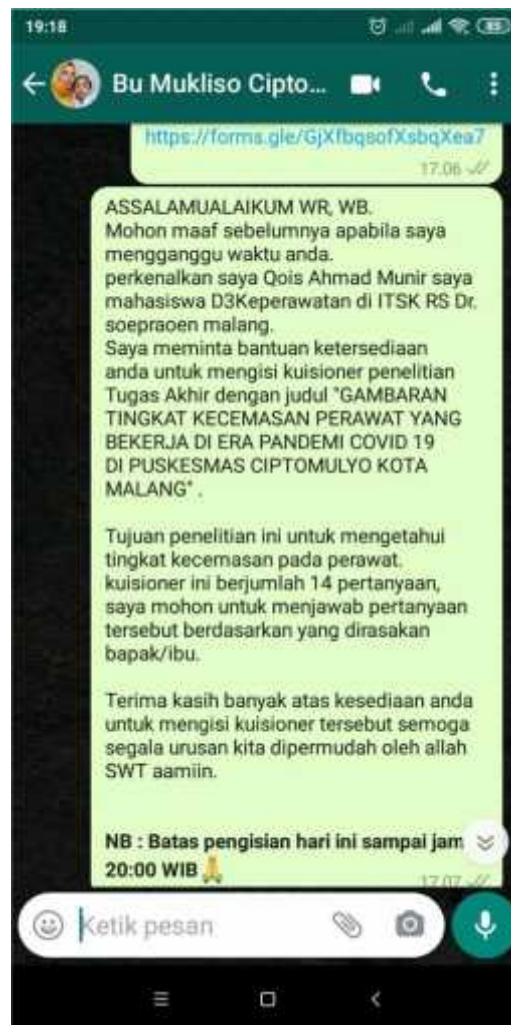 19:18
Bu Mukliso Cipto...
https://forms.gle/GjXfbqsofXsbqXea7
17.06
ASSALAMUALAIKUM WR, WB.
Mohon maaf sebelumnya apabila saya
mengganggu waktu anda.
perkenalkan saya Qois Ahmad Munir saya
mahasiswa D3Keperawatan di ITSK RS Dr.
soepraoen malang.
Saya meminta bantuan ketersediaan
anda untuk mengisi kuisioner penelitian
Tugas Akhir dengan judul "GAMBARAN
TINGKAT KECEMASAN PERAWAT YANG
BEKERJA DI ERA PANDEMI COVID 19
DI PUSKESMAS CIPTOMULYO KOTA
MALANG" .
Tujuan penelitian ini untuk mengetahui
tingkat kecemasan pada perawat.
kuisioner ini berjumlah 14 pertanyaan,
saya mohon untuk menjawab pertanyaan
tersebut berdasarkan yang dirasakan
bapak/ibu.
Terima kasih banyak atas kesediaan anda
untuk mengisi kuisioner tersebut semoga
segala urusan kita dipermudah oleh allah
SWT aamiin.
NB : Batas pengisian hari ini sampai jam
20:00 WIB 🙏
17.07
Ketik pesan